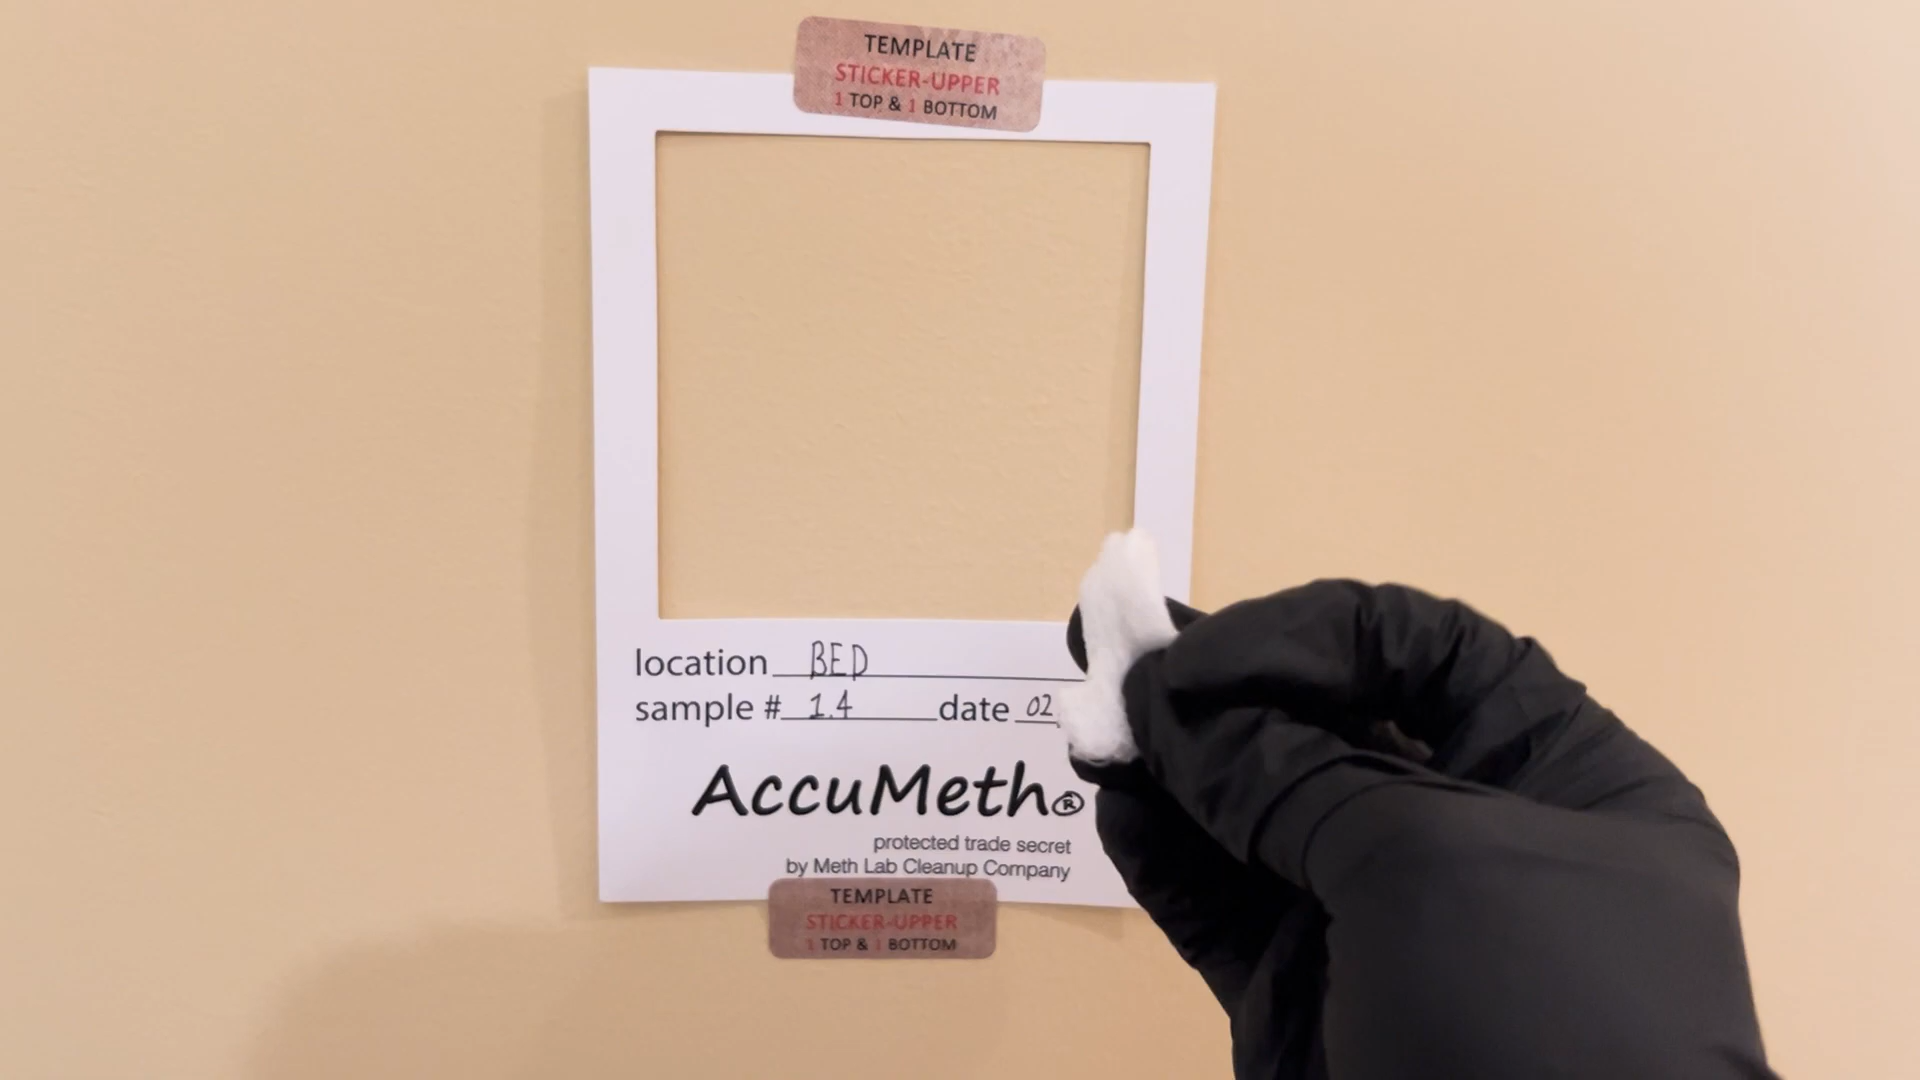 TEMPLATE
STICKER-UPPER
1 TOP & 1 BOTTOM
location BED
sample # 1.4 date 02
AccuMeth®
protected trade secret
by Meth Lab Cleanup Company
TEMPLATE
STICKER-UPPER
1 TOP & 1 BOTTOM